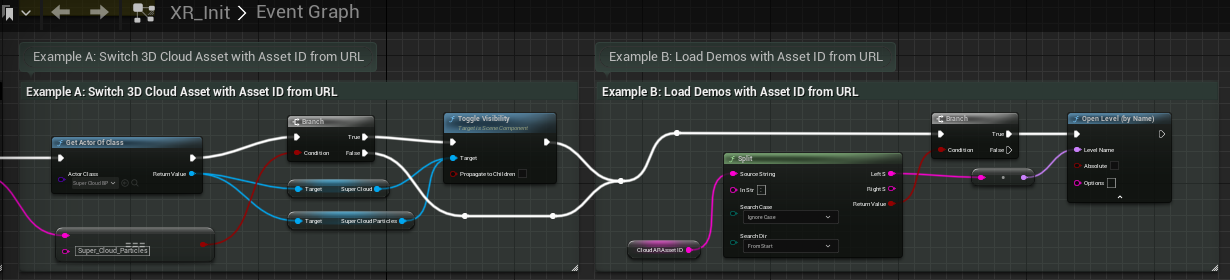 XR_Init > Event Graph
Example A: Switch 3D Cloud Asset with Asset ID from URL
Example B: Load Demos with Asset ID from URL
Example A: Switch 3D Cloud Asset with Asset ID from URL
Get Actor Of Class
Actor Class
Super Cloud BP
Return Value
===
Super_Cloud_Particles
Branch
True
Condition
False
Target
Super Cloud
Target
Super Cloud Particles
Toggle Visibility
Target is Scene Component
Target
Propagate to Children
Example B: Load Demos with Asset ID from URL
Cloud AR Asset ID
Split
Source String
Left S
In Str
Right S
Return Value
Search Case
Ignore Case
Search Dir
From Start
Branch
True
Condition
False
Open Level (by Name)
Level Name
Absolute
Options